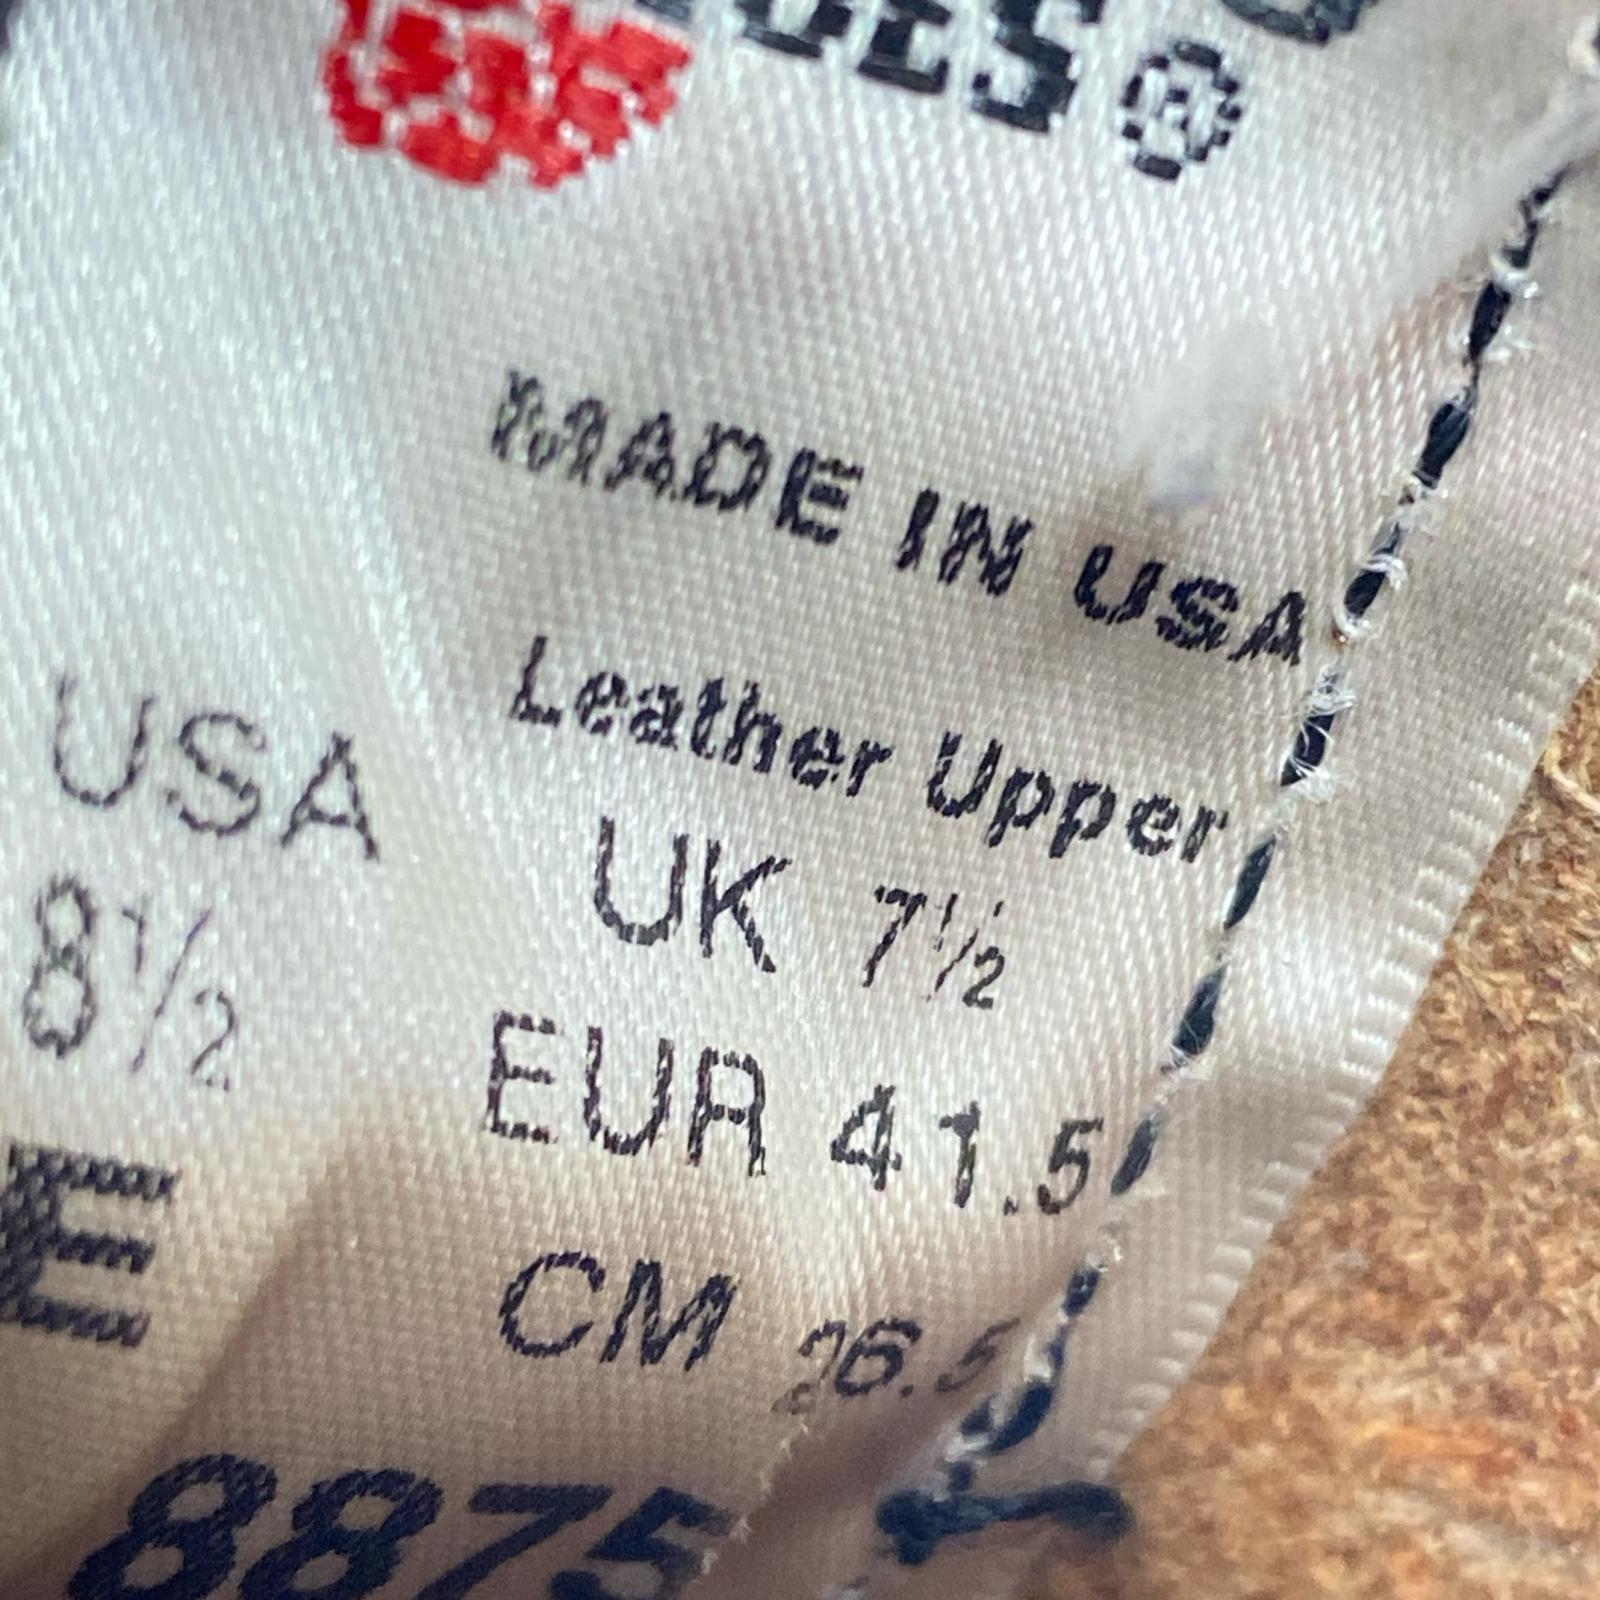 ®
MADE IN USA
Leather Upper
USA
8½
UK 7½
EUR 41.5
E
CM 26.5
8875